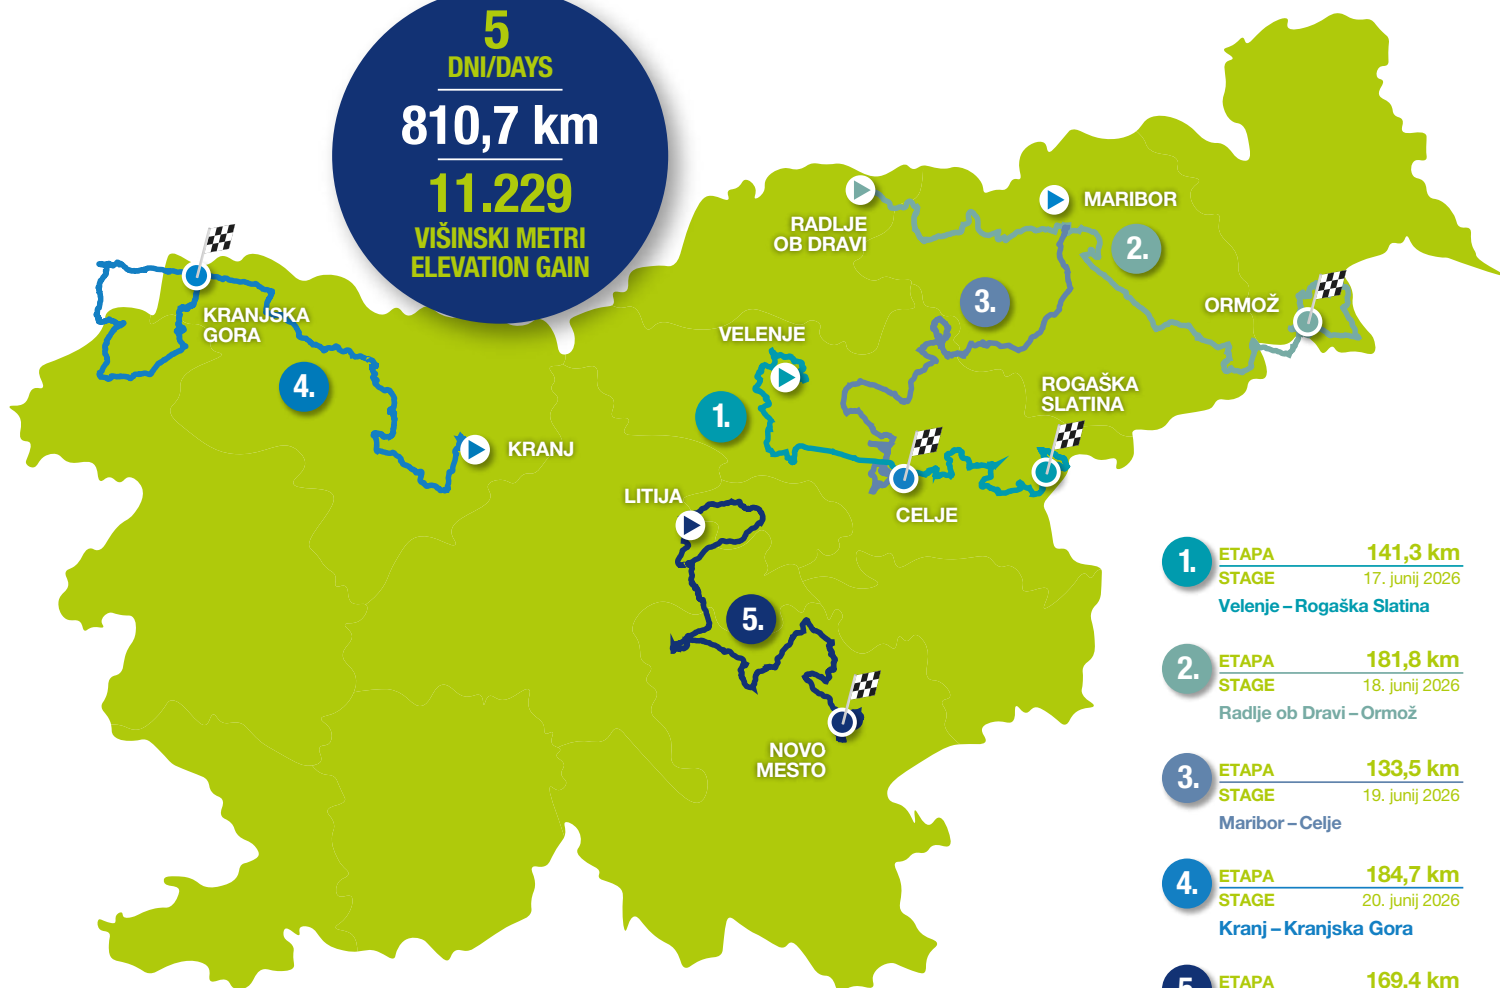 5
DNI/DAYS
810,7 km
11.229
VIŠINSKI METRI
ELEVATION GAIN
RADLJE
OB DRAVI
MARIBOR
2.
3.
ORMOŽ
KRANJSKA
GORA
VELENJE
4.
1.
ROGAŠKA
SLATINA
KRANJ
LITIJA
CELJE
5.
NOVO
MESTO
1. ETAPA 141,3 km
STAGE 17. junij 2026
Velenje – Rogaška Slatina
2. ETAPA 181,8 km
STAGE 18. junij 2026
Radlje ob Dravi – Ormož
3. ETAPA 133,5 km
STAGE 19. junij 2026
Maribor – Celje
4. ETAPA 184,7 km
STAGE 20. junij 2026
Kranj – Kranjska Gora
5. ETAPA 169,4 km